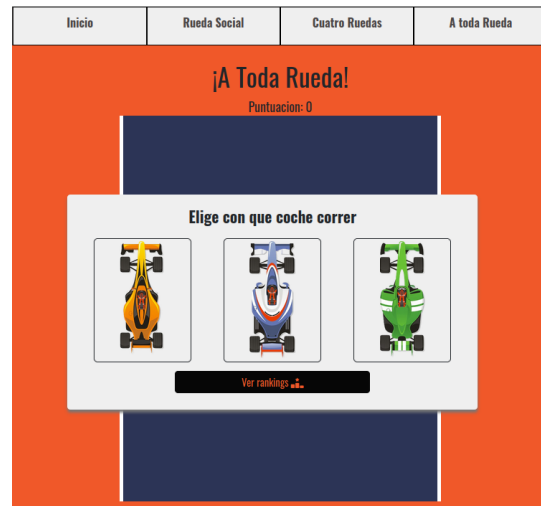 Inicio Rueda Social Cuatro Ruedas A toda Rueda
¡A Toda Rueda!
Puntuacion: 0
Elige con que coche correr
Ver rankings